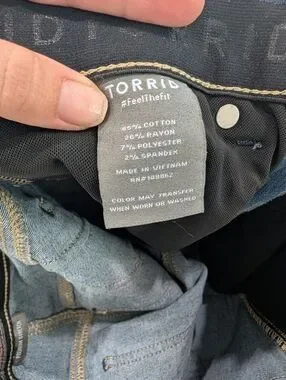 TORRID
#FeelTheFit
65% COTTON
26% RAYON
7% POLYESTER
2% SPANDEX
MADE IN VIETNAM
COLOR MAY TRANSFER
WHEN WORN OR WASHED